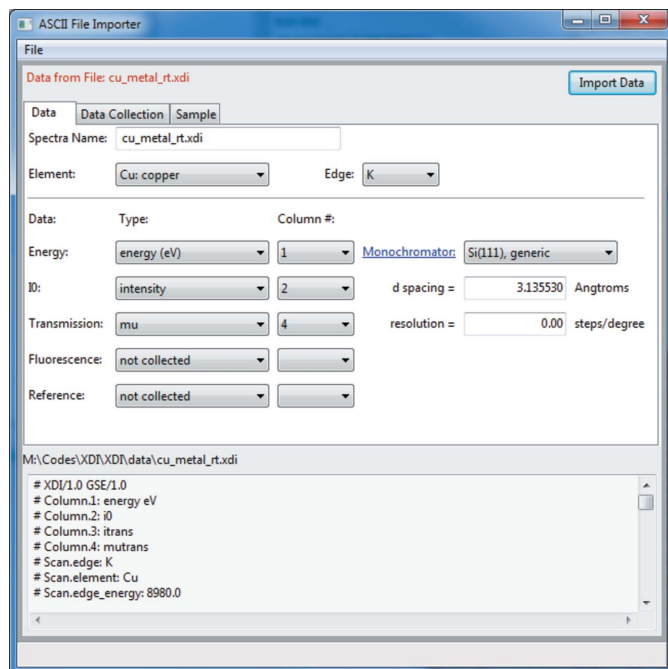 ASCII File Importer
File
Data from File: cu_metal_rt.xdi
Import Data
Data Data Collection Sample
Spectra Name: cu_metal_rt.xdi
Element: Cu: copper Edge: K
Data: Type: Column #:
Energy: energy (eV) 1 Monochromator: Si(111), generic
I0: intensity 2 d spacing = 3.135530 Angtroms
Transmission: mu 4 resolution = 0.00 steps/degree
Fluorescence: not collected
Reference: not collected
M:\Codes\XDI\XDI\data\cu_metal_rt.xdi
# XDI/1.0 GSE/1.0
# Column.1: energy eV
# Column.2: i0
# Column.3: itrans
# Column.4: mutrans
# Scan.edge: K
# Scan.element: Cu
# Scan.edge_energy: 8980.0